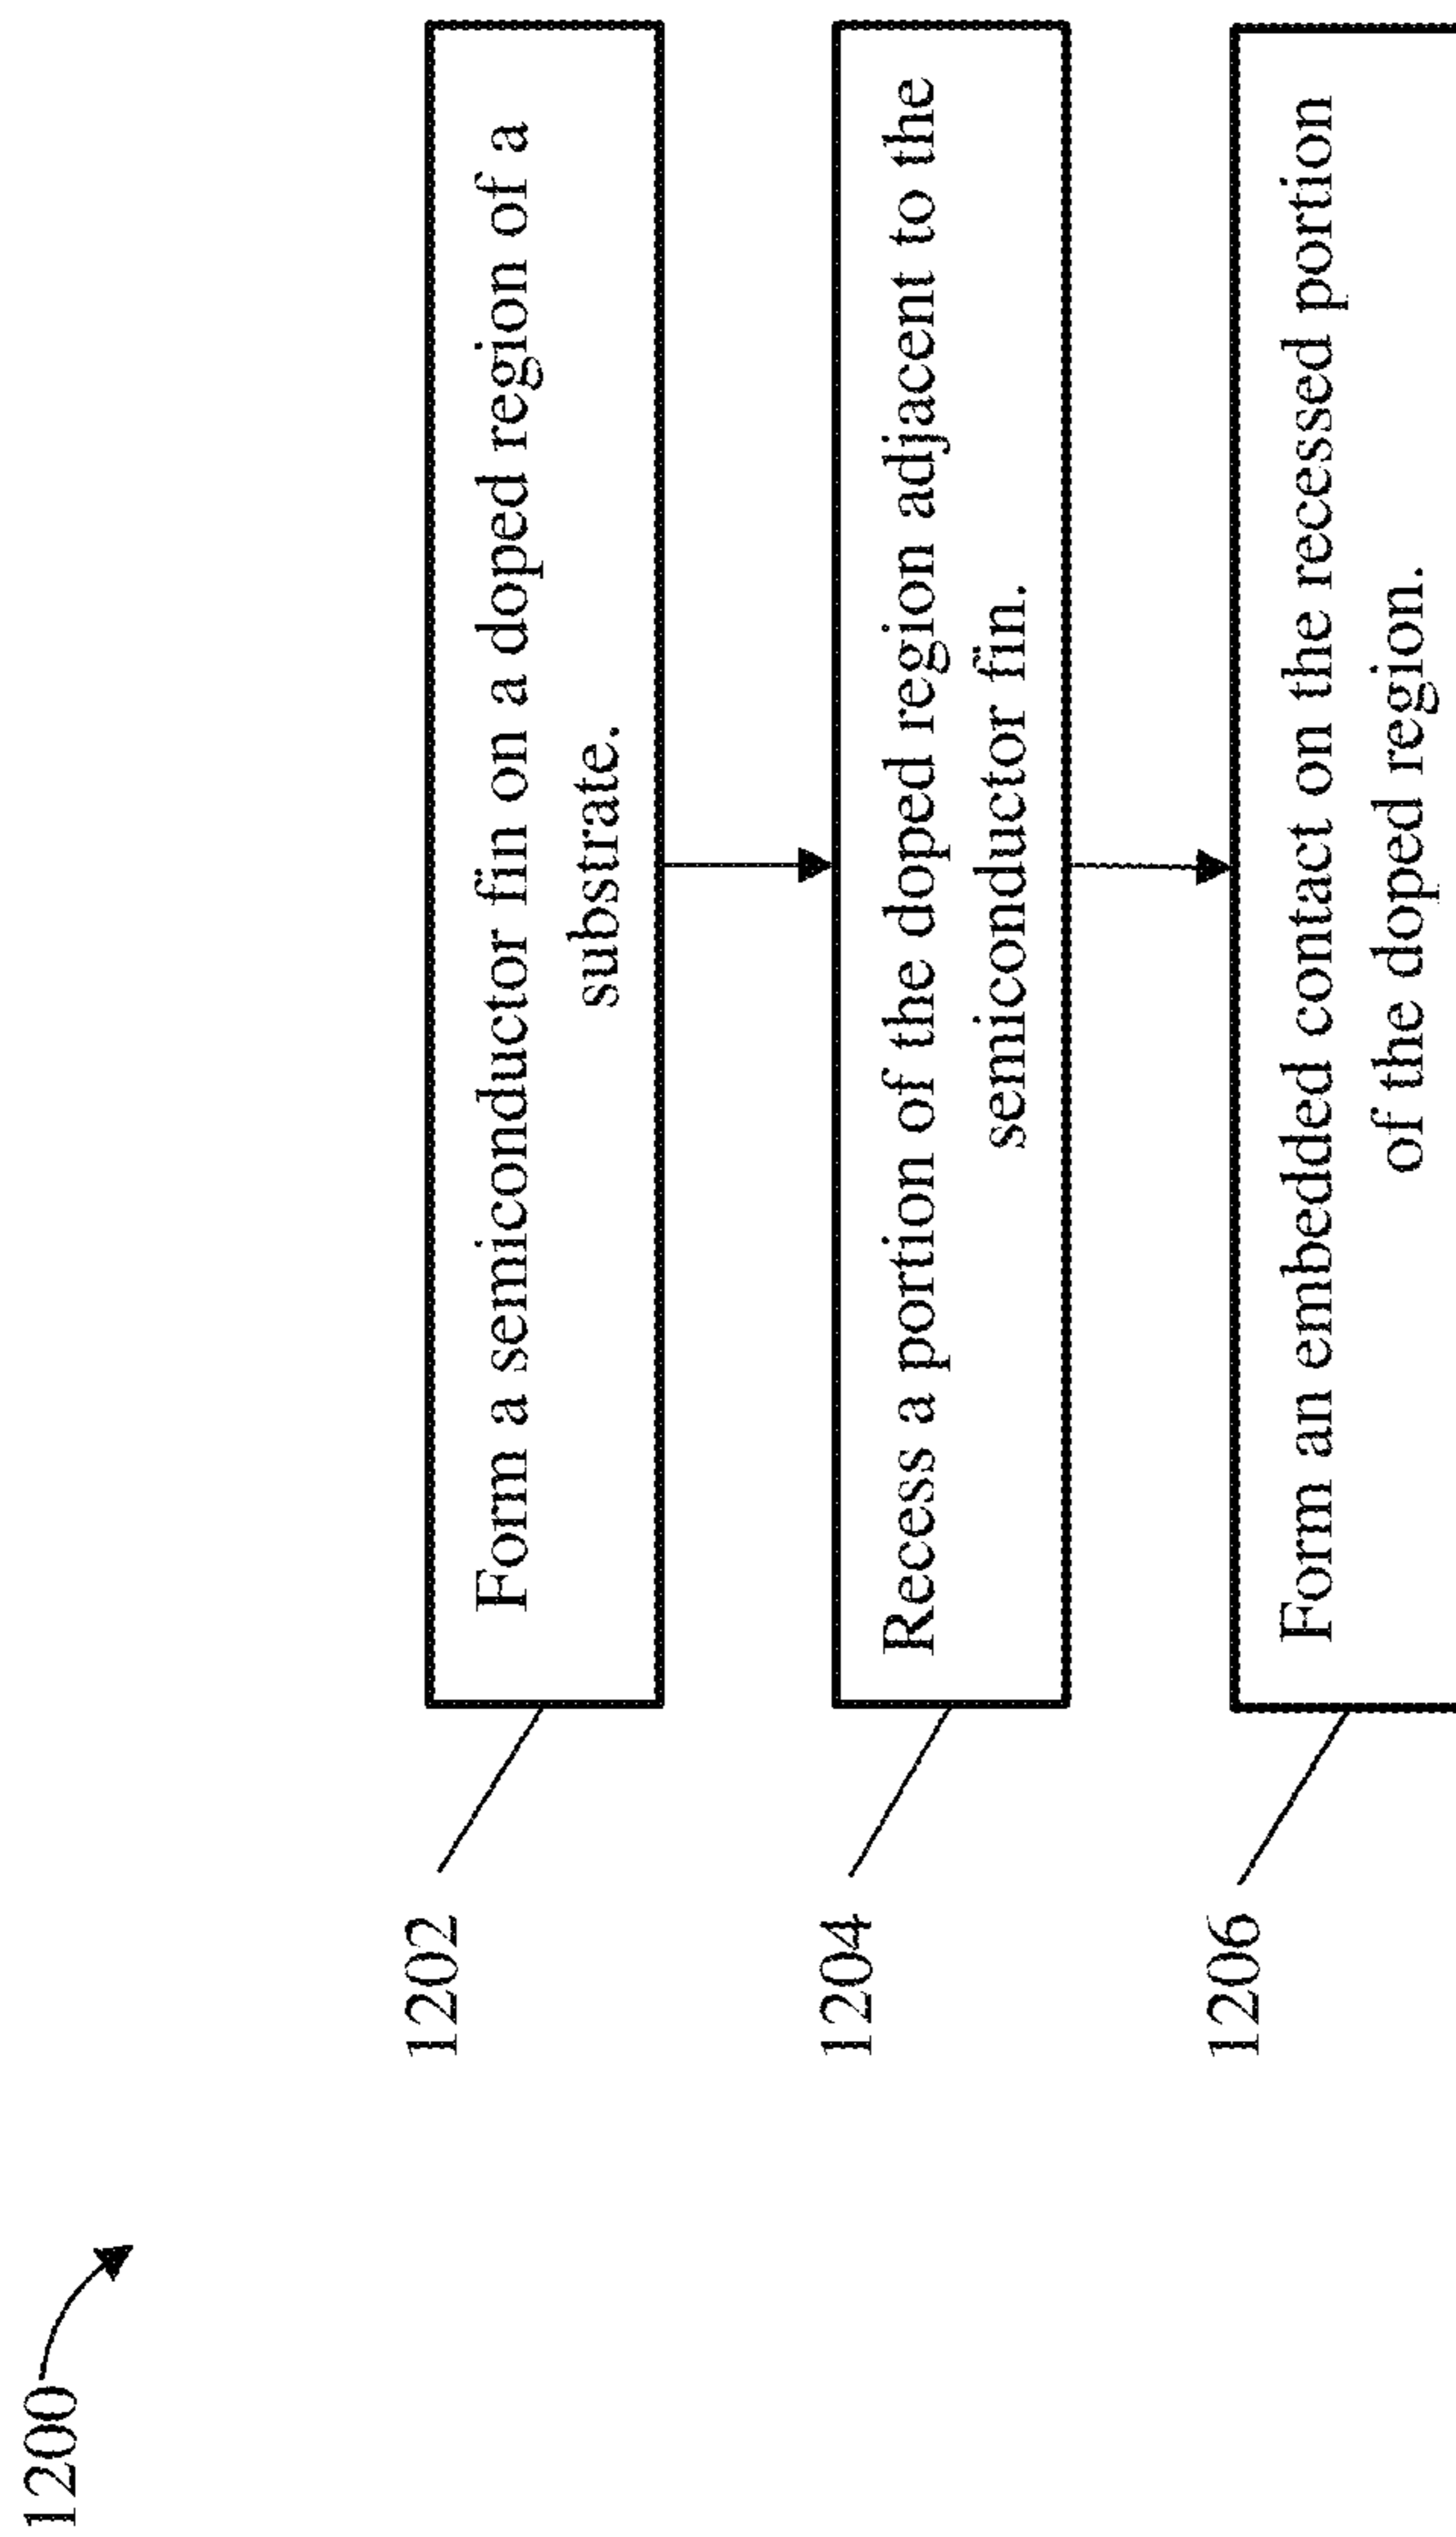 1200
1202
Form a semiconductor fin on a doped region of a
substrate.
1204
Recess a portion of the doped region adjacent to the
semiconductor fin.
1206
Form an embedded contact on the recessed portion
of the doped region.